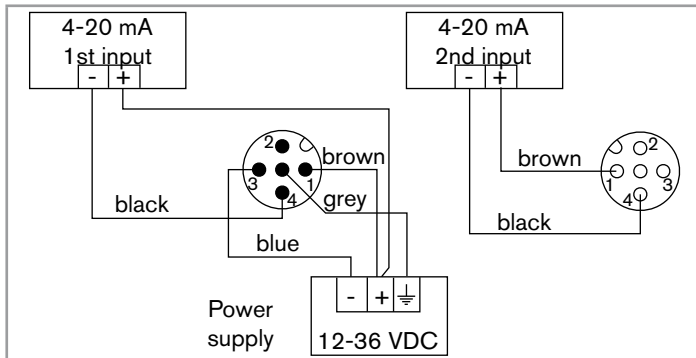 4-20 mA
1st input
- +
4-20 mA
2nd input
- +
2
brown
3
1
4
grey
black
blue
2
brown
1
3
4
black
- +
Power
supply
12-36 VDC